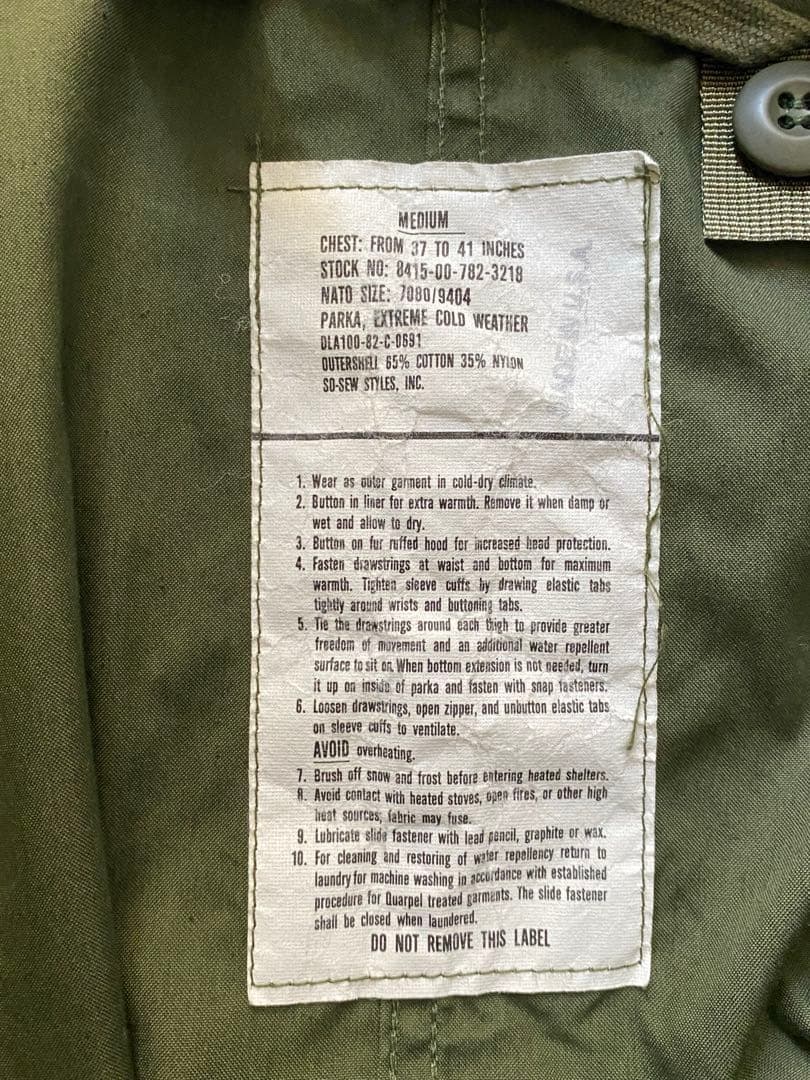 MEDIUM
CHEST: FROM 37 TO 41 INCHES
STOCK NO: 8415-00-782-3218
NATO SIZE: 7080/9404
PARKA, EXTREME COLD WEATHER
DLA100-82-C-0691
OUTERSHELL 65% COTTON 35% NYLON
SO-SEW STYLES, INC.
MADE IN U.S.A.
1. Wear as outer garment in cold-dry climate.
2. Button in liner for extra warmth. Remove it when damp or
wet and allow to dry.
3. Button on fur ruffed hood for increased head protection.
4. Fasten drawstrings at waist and bottom for maximum
warmth. Tighten sleeve cuffs by drawing elastic tabs
tightly around wrists and buttoning tabs.
5. Tie the drawstrings around each thigh to provide greater
freedom of movement and an additional water repellent
surface to sit on. When bottom extension is not needed, turn
it up on inside of parka and fasten with snap fasteners.
6. Loosen drawstrings, open zipper, and unbutton elastic tabs
on sleeve cuffs to ventilate.
AVOID overheating.
7. Brush off snow and frost before entering heated shelters.
8. Avoid contact with heated stoves, open fires, or other high
heat sources; fabric may fuse.
9. Lubricate slide fastener with lead pencil, graphite or wax.
10. For cleaning and restoring of water repellency return to
laundry for machine washing in accordance with established
procedure for Quarpel treated garments. The slide fastener
shall be closed when laundered.
DO NOT REMOVE THIS LABEL